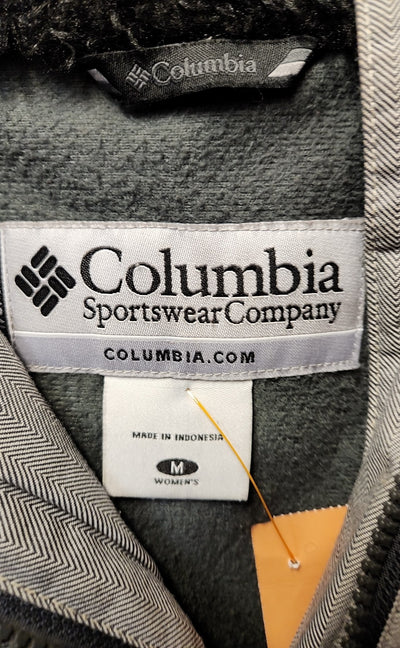 Columbia
Columbia
Sportswear Company
COLUMBIA.COM
MADE IN INDONESIA
M
WOMEN'S